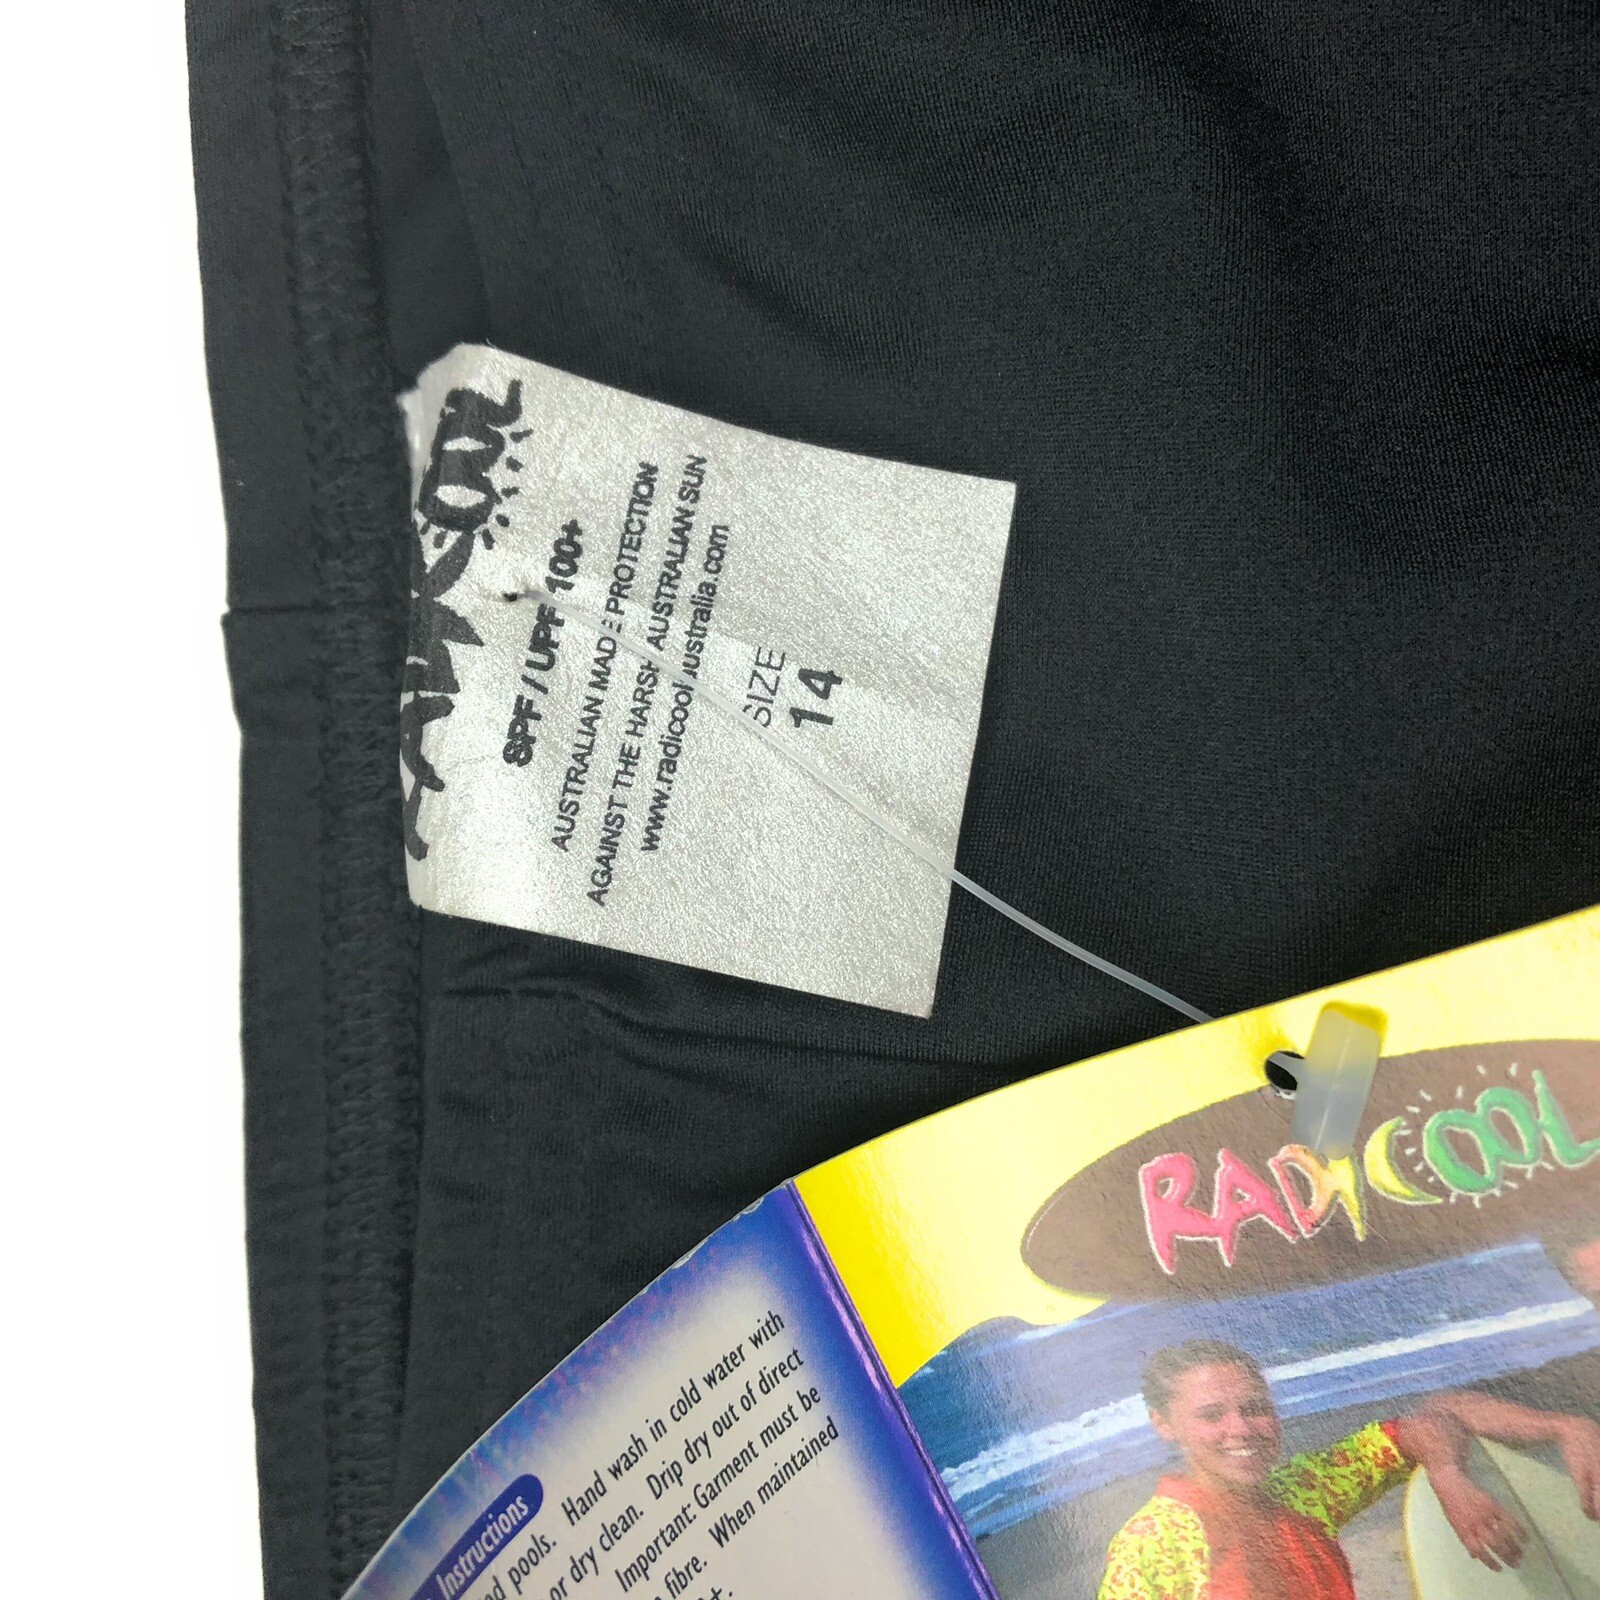 RADICOOL
SPF / UPF 100+
AUSTRALIAN MADE PROTECTION
AGAINST THE HARSH AUSTRALIAN SUN
www.radicoolaustralia.com
SIZE
14
RADICOOL
Instructions
pools. Hand wash in cold water with
or dry clean. Drip dry out of direct
Important: Garment must be
fibre. When maintained